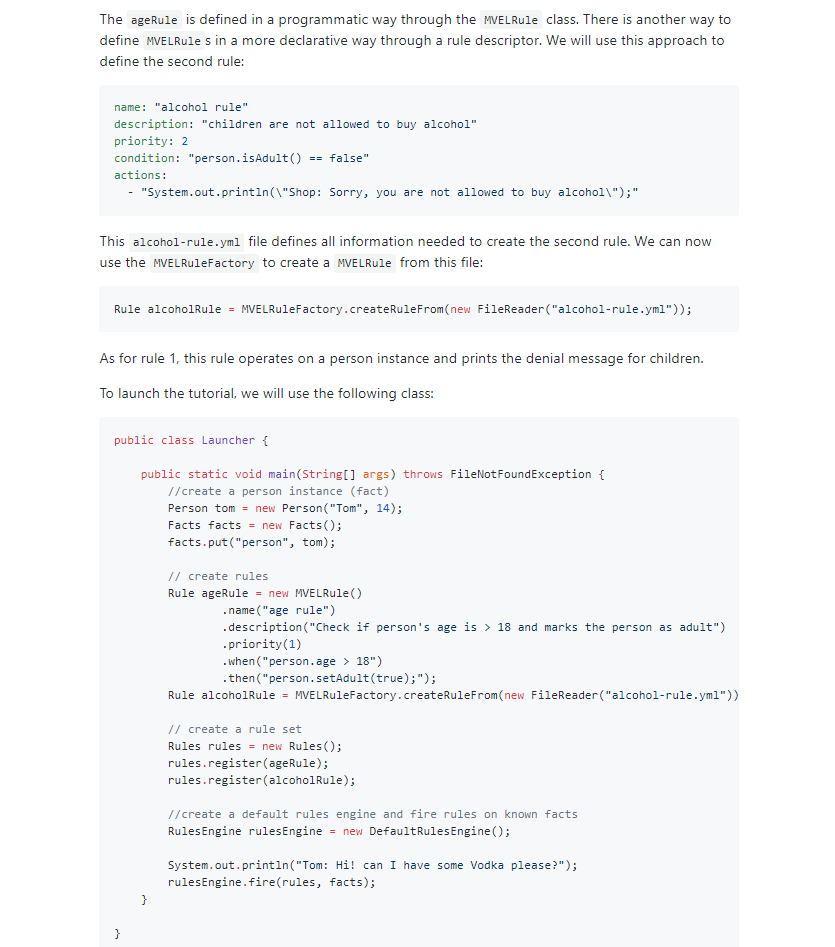 The ageRule is defined in a programmatic way through the MVELRule class. There is another way to
define MVELRule s in a more declarative way through a rule descriptor. We will use this approach to
define the second rule:
name: "alcohol rule"
description: "children are not allowed to buy alcohol"
priority: 2
condition: "person.isAdult() == false"
actions:
  - "System.out.println(\"Shop: Sorry, you are not allowed to buy alcohol\");"
This alcohol-rule.yml file defines all information needed to create the second rule. We can now
use the MVELRuleFactory to create a MVELRule from this file:
Rule alcoholRule = MVELRuleFactory.createRuleFrom(new FileReader("alcohol-rule.yml"));
As for rule 1, this rule operates on a person instance and prints the denial message for children.
To launch the tutorial, we will use the following class:
public class Launcher {
    public static void main(String[] args) throws FileNotFoundException {
        //create a person instance (fact)
        Person tom = new Person("Tom", 14);
        Facts facts = new Facts();
        facts.put("person", tom);
        // create rules
        Rule ageRule = new MVELRule()
                .name("age rule")
                .description("Check if person's age is > 18 and marks the person as adult")
                .priority(1)
                .when("person.age > 18")
                .then("person.setAdult(true);");
        Rule alcoholRule = MVELRuleFactory.createRuleFrom(new FileReader("alcohol-rule.yml"))
        // create a rule set
        Rules rules = new Rules();
        rules.register(ageRule);
        rules.register(alcoholRule);
        //create a default rules engine and fire rules on known facts
        RulesEngine rulesEngine = new DefaultRulesEngine();
        System.out.println("Tom: Hi! can I have some Vodka please?");
        rulesEngine.fire(rules, facts);
    }
}